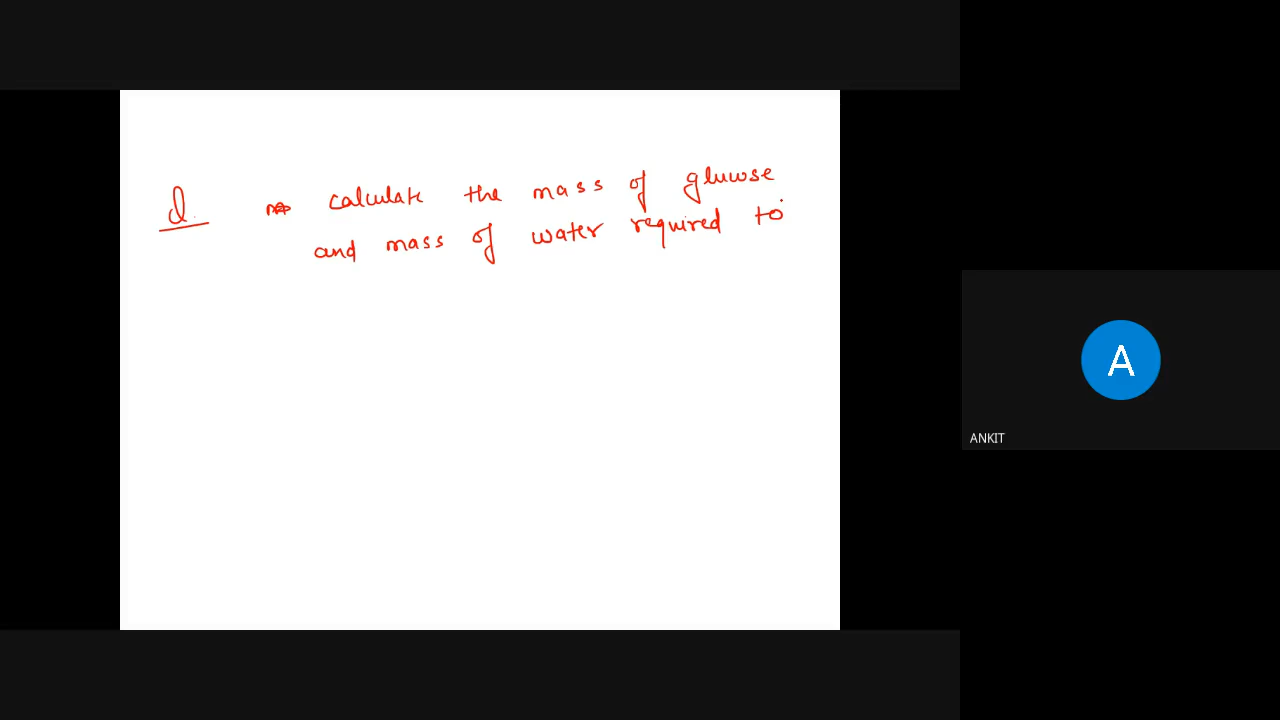 Q. calculate the mass of glucose
and mass of water required to
A
ANKIT